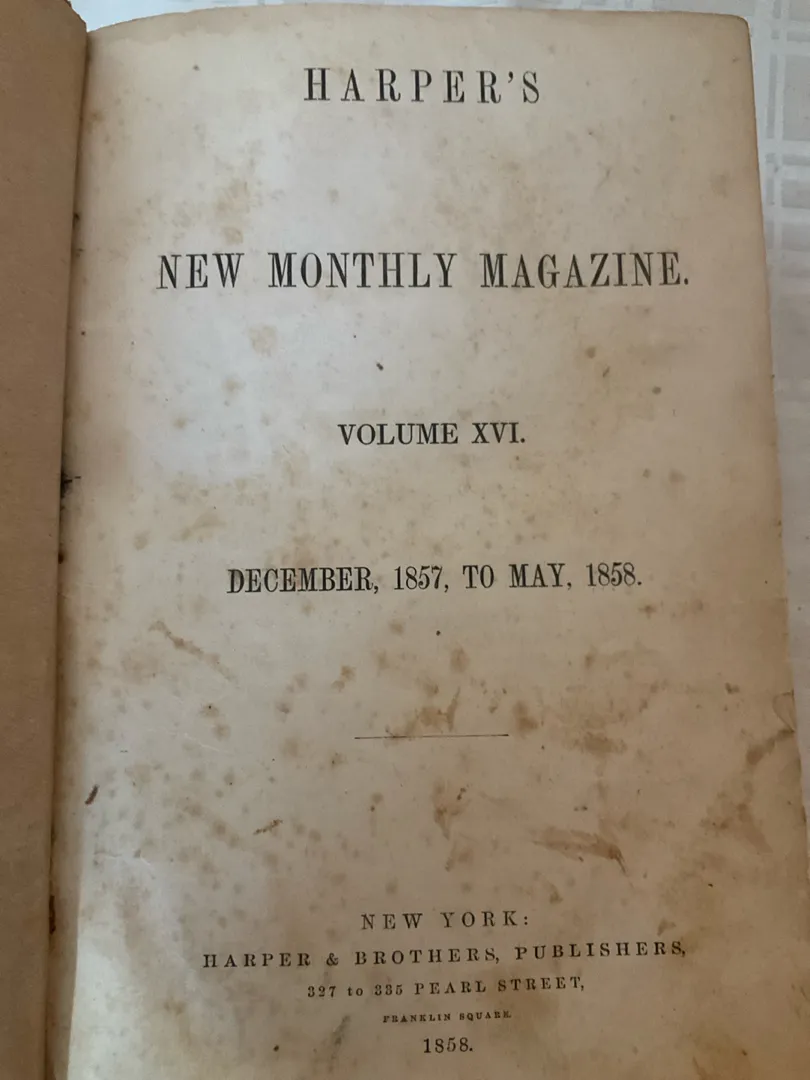 HARPER'S
NEW MONTHLY MAGAZINE.
VOLUME XVI.
DECEMBER, 1857, TO MAY, 1858.
NEW YORK:
HARPER & BROTHERS, PUBLISHERS,
327 to 335 PEARL STREET,
FRANKLIN SQUARE.
1858.